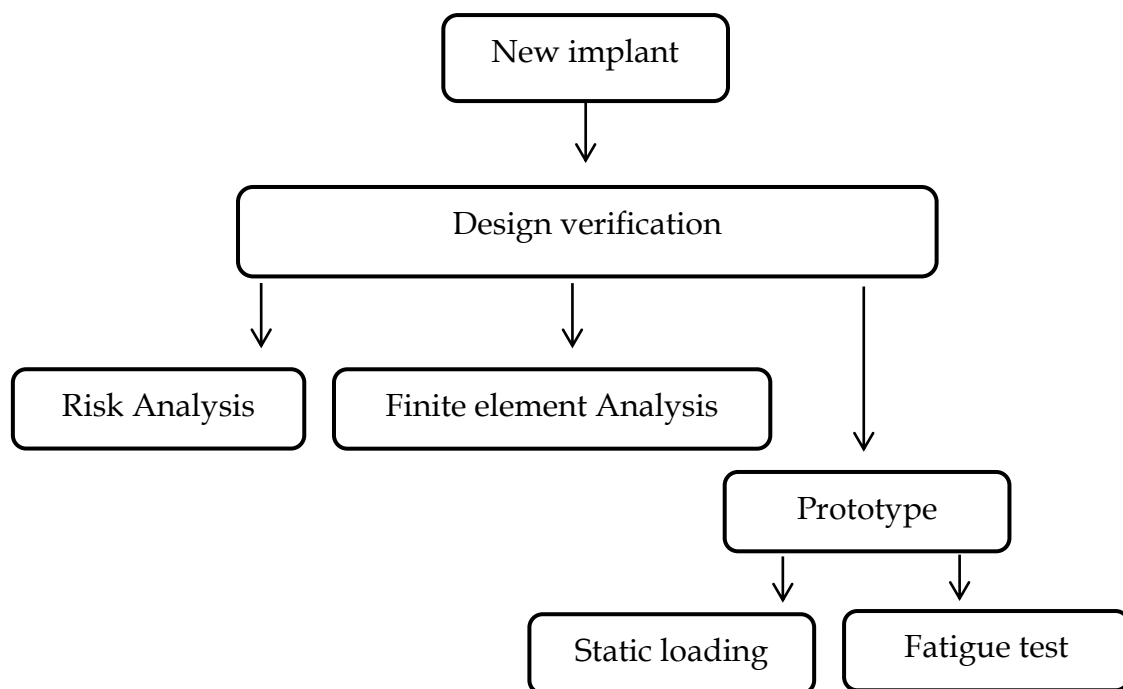 New implant
Design verification
Risk Analysis
Finite element Analysis
Prototype
Static loading
Fatigue test